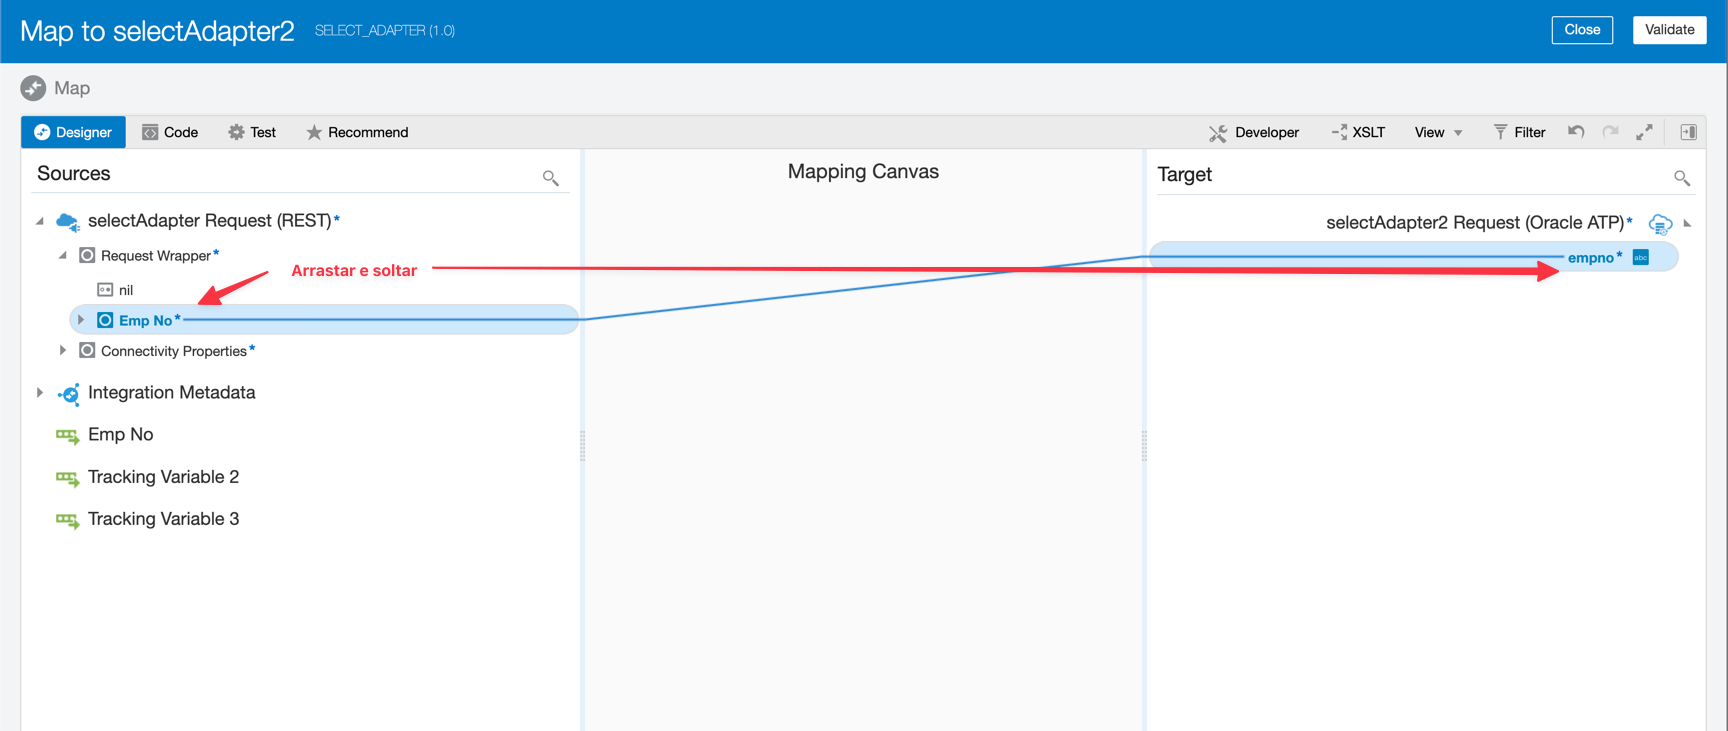 Map to selectAdapter2 SELECT_ADAPTER (1.0) Close Validate
Map
Designer Code Test Recommend Developer XSLT View Filter
Sources
Mapping Canvas
Target
selectAdapter Request (REST)*
selectAdapter2 Request (Oracle ATP)*
Request Wrapper*
empno* abc
Arrastar e soltar
nil
Emp No*
Connectivity Properties*
Integration Metadata
Emp No
Tracking Variable 2
Tracking Variable 3